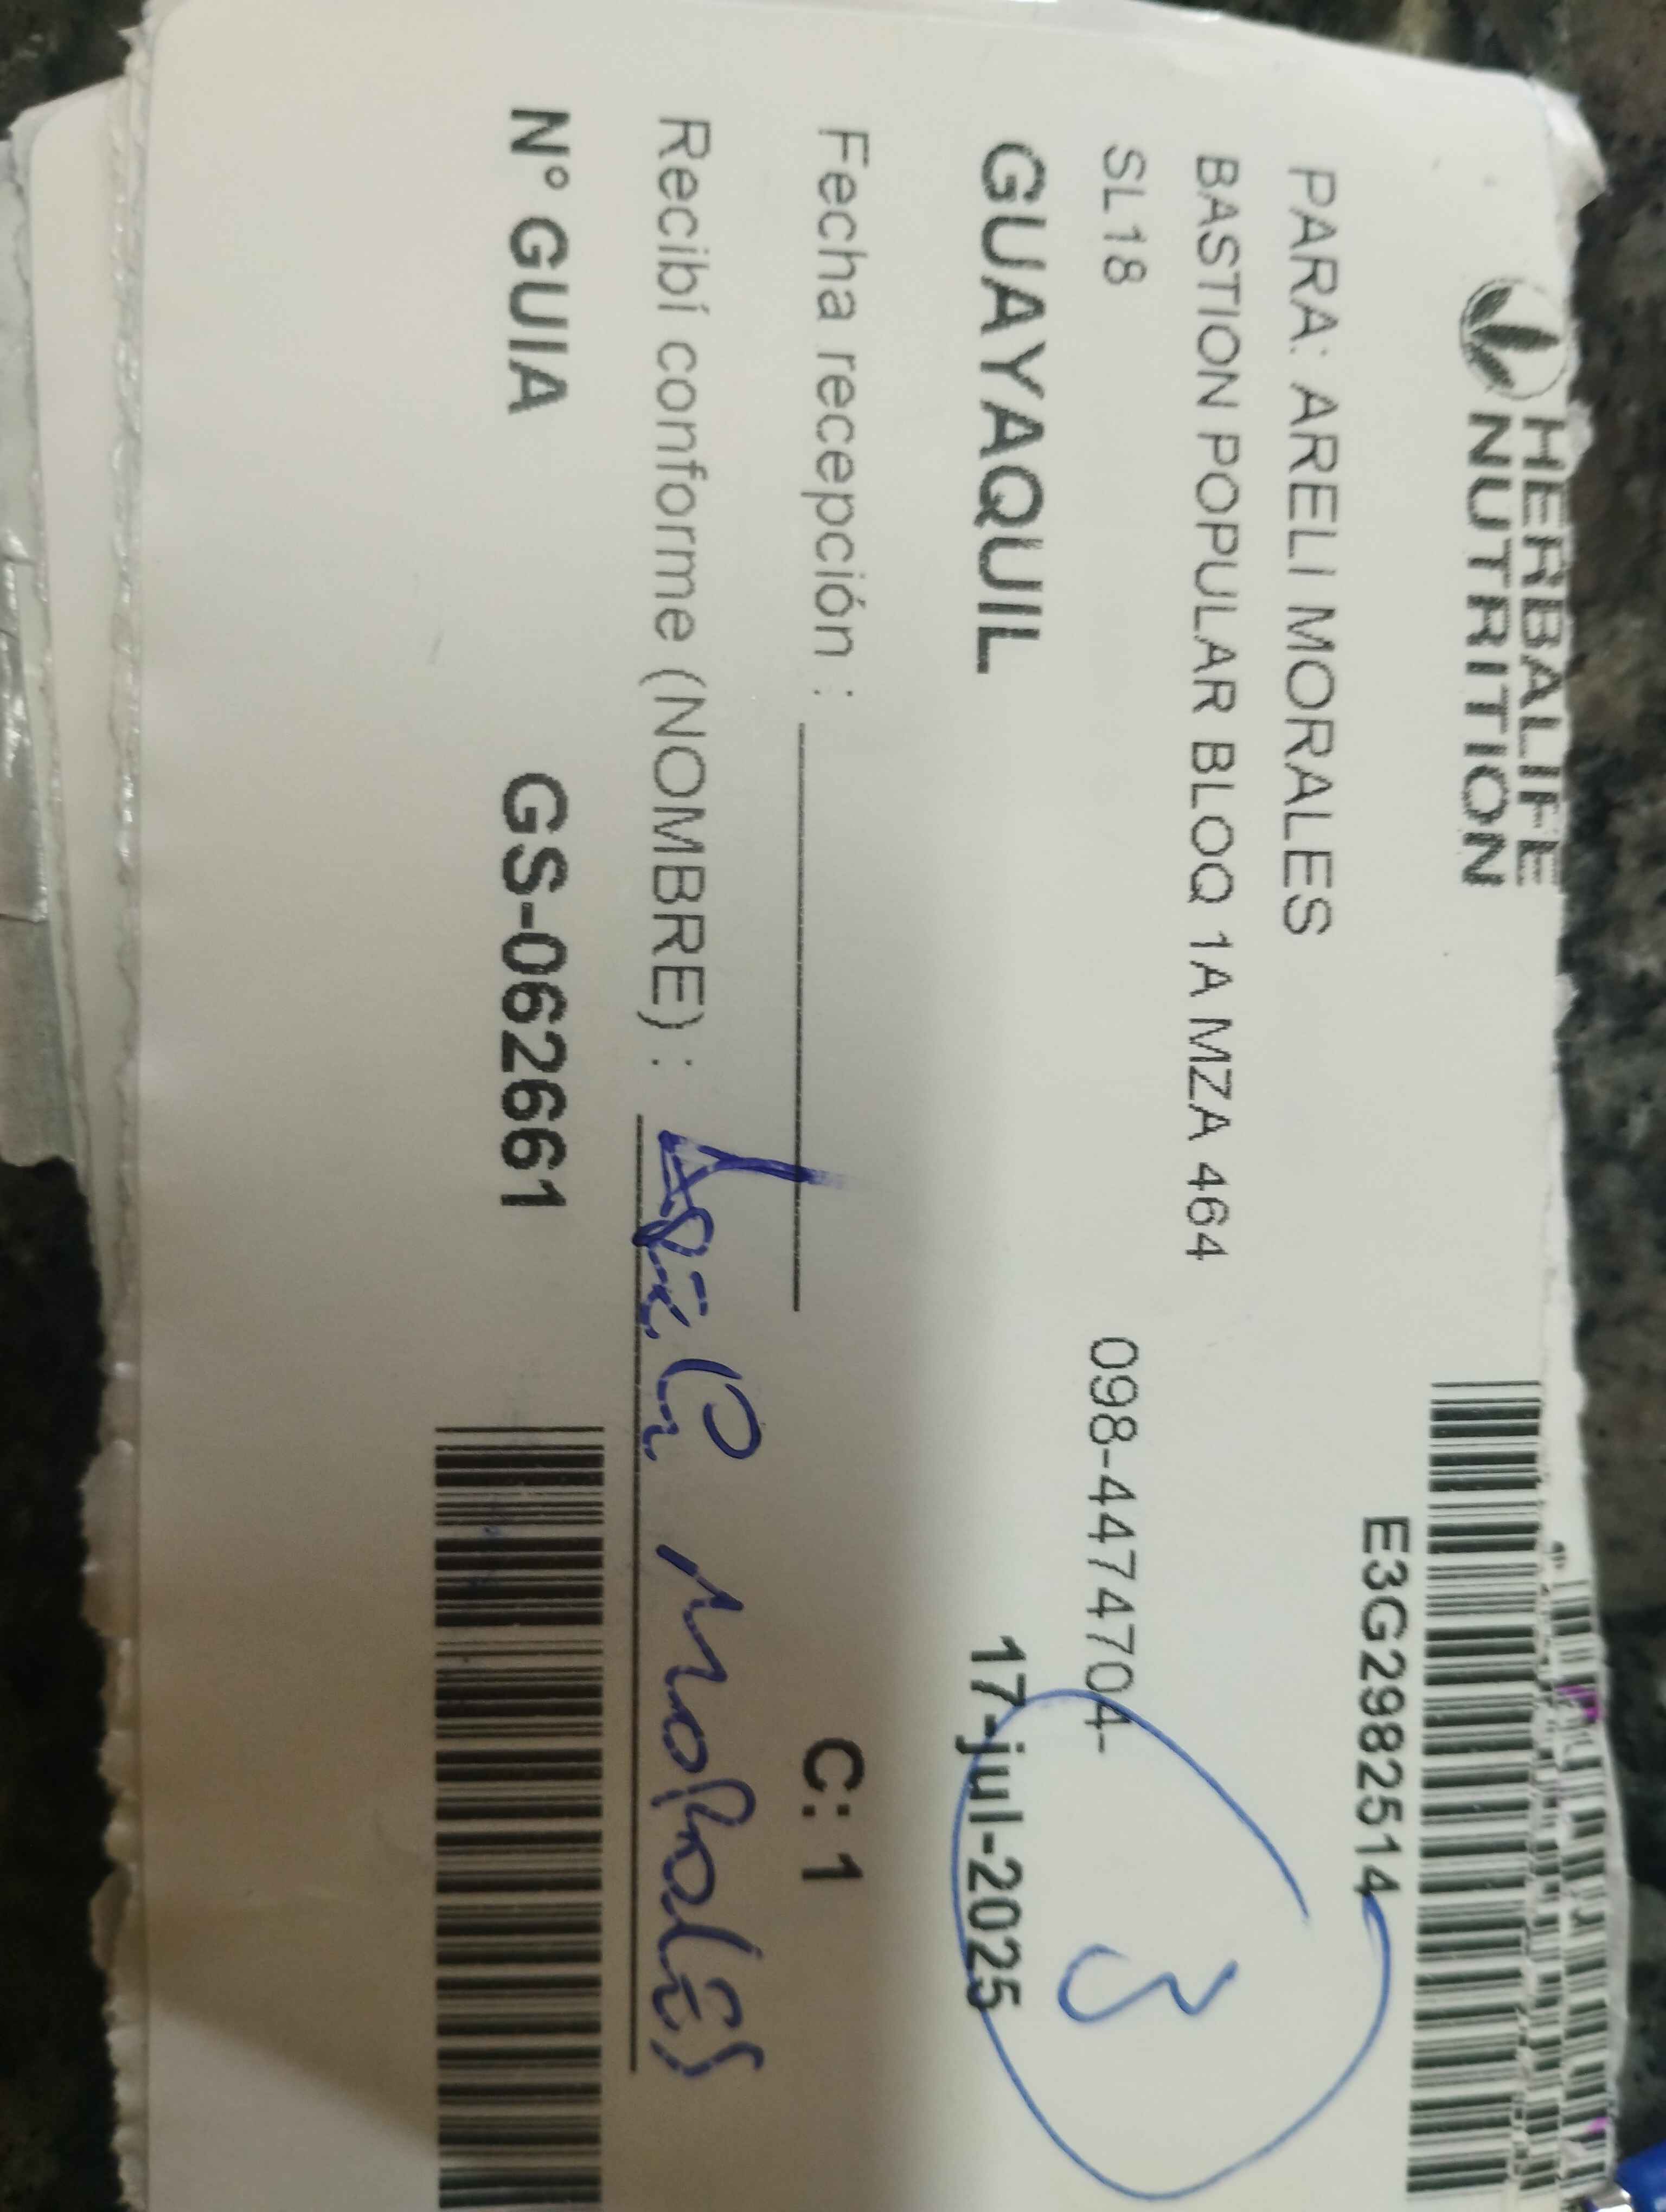 HERBALIFE
NUTRITION
E3G2982514
PARA: ARELI MORALES
BASTION POPULAR BLOQ 1A MZA 464
SL18 098-4474704-
3
GUAYAQUIL 17-jul-2025
Fecha recepción :
C: 1
Recibí conforme (NOMBRE) : AREli MoRalES
N° GUIA GS-062661